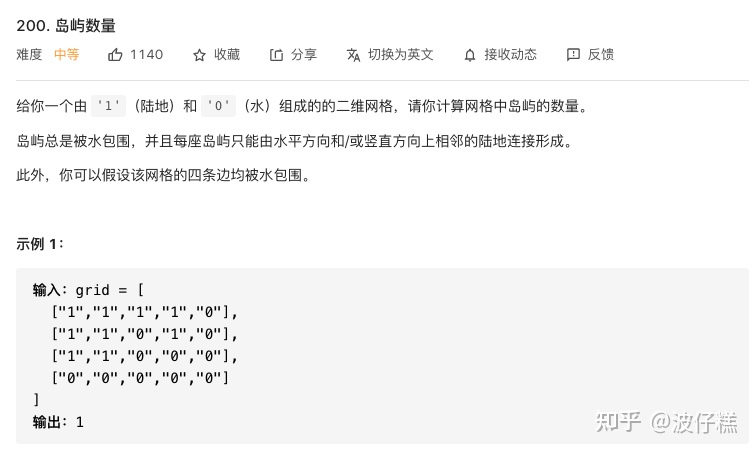 200. 岛屿数量
难度 中等 1140 收藏 分享 切换为英文 接收动态 反馈
给你一个由 '1' （陆地）和 '0' （水）组成的的二维网格，请你计算网格中岛屿的数量。
岛屿总是被水包围，并且每座岛屿只能由水平方向和/或竖直方向上相邻的陆地连接形成。
此外，你可以假设该网格的四条边均被水包围。
示例 1：
输入：grid = [
["1","1","1","1","0"],
["1","1","0","1","0"],
["1","1","0","0","0"],
["0","0","0","0","0"]
]
输出：1
知乎 @波仔糕